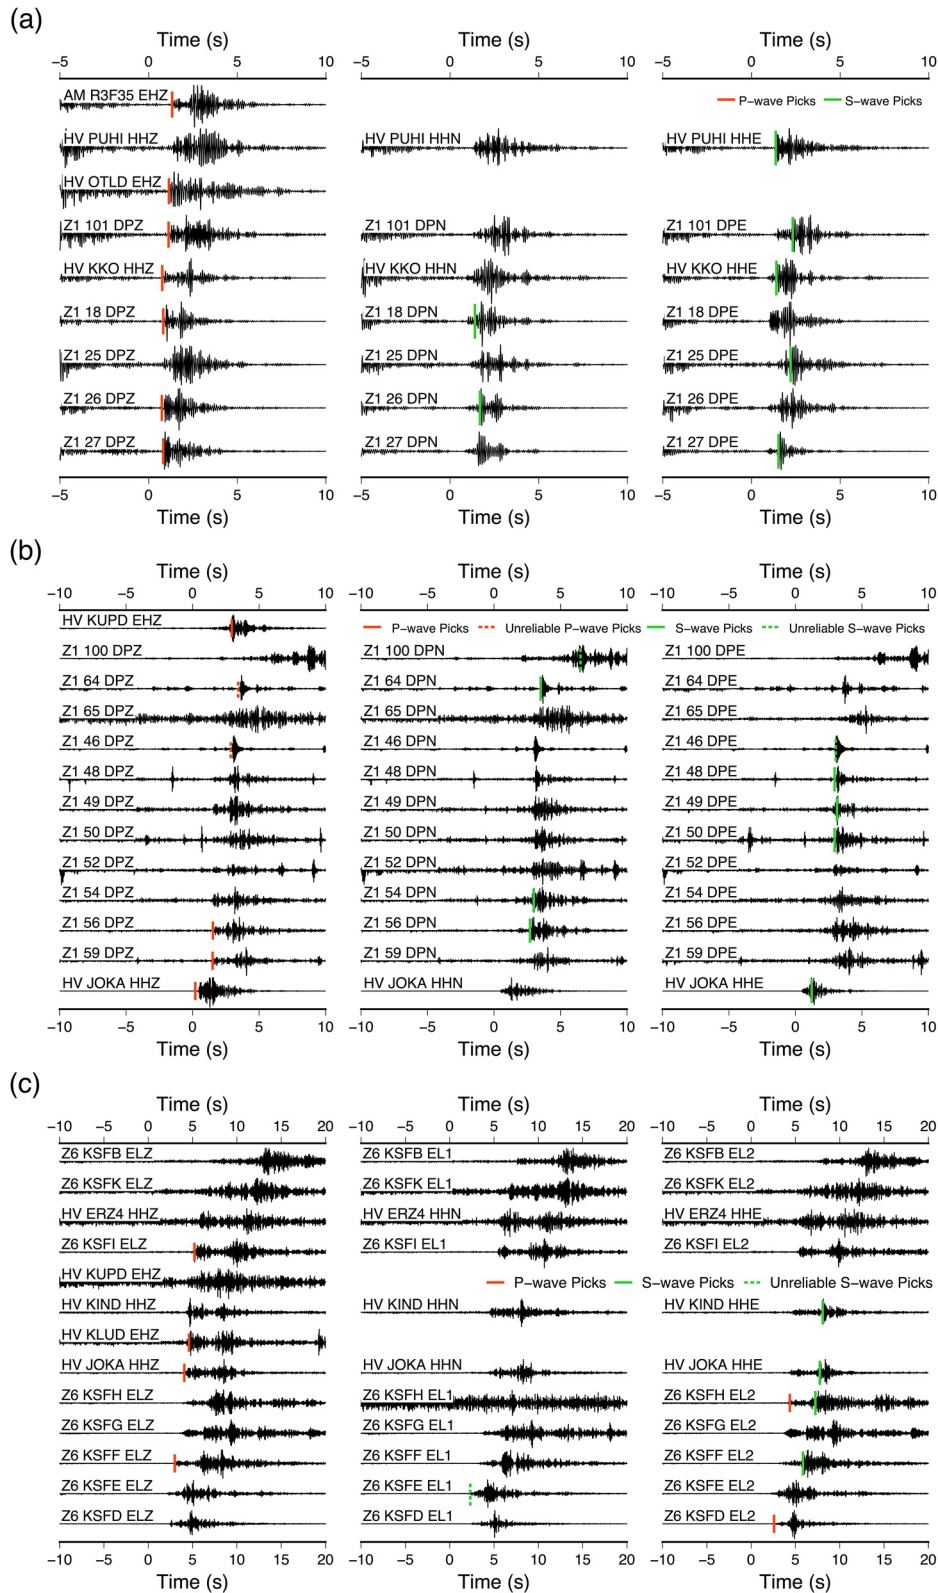 (a)
Time (s) Time (s) Time (s)
−5 0 5 10 −5 0 5 10 −5 0 5 10
AM R3F35 EHZ P-wave Picks S-wave Picks
HV PUHI HHZ HV PUHI HHN HV PUHI HHE
HV OTLD EHZ
Z1 101 DPZ Z1 101 DPN Z1 101 DPE
HV KKO HHZ HV KKO HHN HV KKO HHE
Z1 18 DPZ Z1 18 DPN Z1 18 DPE
Z1 25 DPZ Z1 25 DPN Z1 25 DPE
Z1 26 DPZ Z1 26 DPN Z1 26 DPE
Z1 27 DPZ Z1 27 DPN Z1 27 DPE
−5 0 5 10 −5 0 5 10 −5 0 5 10
Time (s) Time (s) Time (s)
(b)
Time (s) Time (s) Time (s)
−10 −5 0 5 10 −10 −5 0 5 10 −10 −5 0 5 10
HV KUPD EHZ P-wave Picks Unreliable P-wave Picks S-wave Picks Unreliable S-wave Picks
Z1 100 DPZ Z1 100 DPN Z1 100 DPE
Z1 64 DPZ Z1 64 DPN Z1 64 DPE
Z1 65 DPZ Z1 65 DPN Z1 65 DPE
Z1 46 DPZ Z1 46 DPN Z1 46 DPE
Z1 48 DPZ Z1 48 DPN Z1 48 DPE
Z1 49 DPZ Z1 49 DPN Z1 49 DPE
Z1 50 DPZ Z1 50 DPN Z1 50 DPE
Z1 52 DPZ Z1 52 DPN Z1 52 DPE
Z1 54 DPZ Z1 54 DPN Z1 54 DPE
Z1 56 DPZ Z1 56 DPN Z1 56 DPE
Z1 59 DPZ Z1 59 DPN Z1 59 DPE
HV JOKA HHZ HV JOKA HHN HV JOKA HHE
−10 −5 0 5 10 −10 −5 0 5 10 −10 −5 0 5 10
Time (s) Time (s) Time (s)
(c)
Time (s) Time (s) Time (s)
−10 −5 0 5 10 15 20 −10 −5 0 5 10 15 20 −10 −5 0 5 10 15 20
Z6 KSFB ELZ Z6 KSFB EL1 Z6 KSFB EL2
Z6 KSFK ELZ Z6 KSFK EL1 Z6 KSFK EL2
HV ERZ4 HHZ HV ERZ4 HHN HV ERZ4 HHE
Z6 KSFI ELZ Z6 KSFI EL1 Z6 KSFI EL2
HV KUPD EHZ P-wave Picks S-wave Picks Unreliable S-wave Picks
HV KIND HHZ HV KIND HHN HV KIND HHE
HV KLUD EHZ
HV JOKA HHZ HV JOKA HHN HV JOKA HHE
Z6 KSFH ELZ Z6 KSFH EL1 Z6 KSFH EL2
Z6 KSFG ELZ Z6 KSFG EL1 Z6 KSFG EL2
Z6 KSFF ELZ Z6 KSFF EL1 Z6 KSFF EL2
Z6 KSFE ELZ Z6 KSFE EL1 Z6 KSFE EL2
Z6 KSFD ELZ Z6 KSFD EL1 Z6 KSFD EL2
−10 −5 0 5 10 15 20 −10 −5 0 5 10 15 20 −10 −5 0 5 10 15 20
Time (s) Time (s) Time (s)